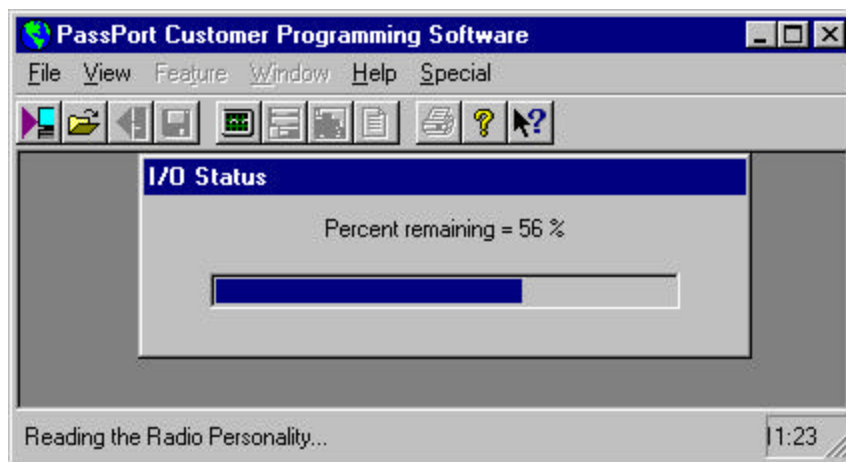 PassPort Customer Programming Software
File View Feature Window Help Special
I/O Status
Percent remaining = 56 %
Reading the Radio Personality...
11:23